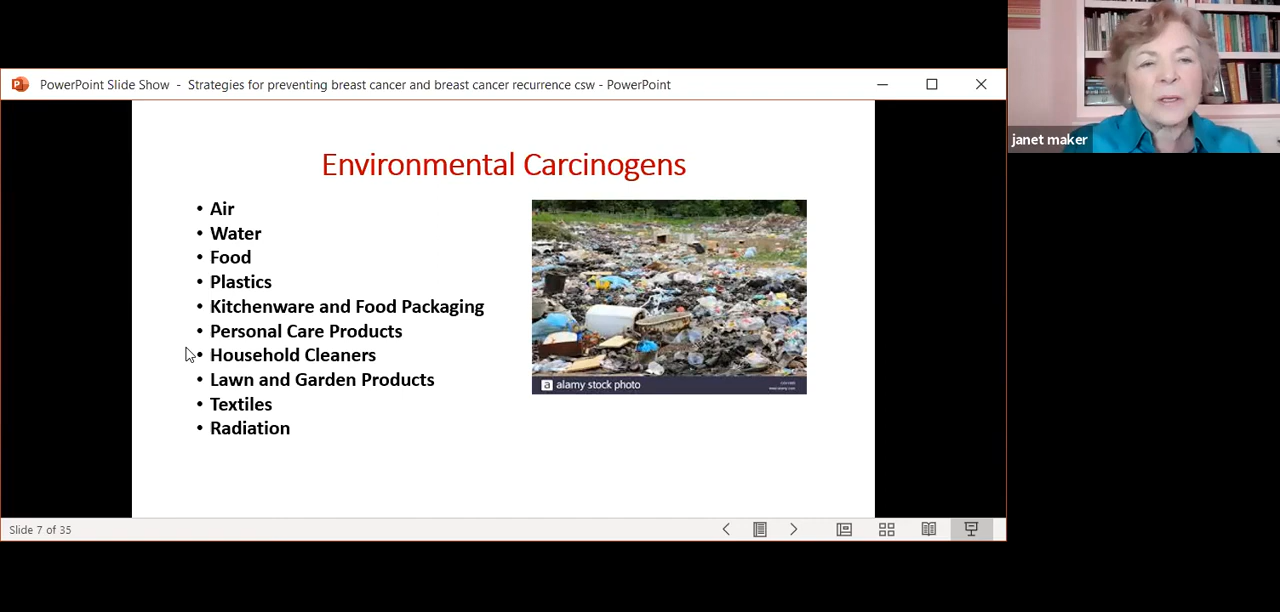 PowerPoint Slide Show - Strategies for preventing breast cancer and breast cancer recurrence csw - PowerPoint
janet maker
Environmental Carcinogens
• Air
• Water
• Food
• Plastics
• Kitchenware and Food Packaging
• Personal Care Products
• Household Cleaners
• Lawn and Garden Products
• Textiles
• Radiation
a alamy stock photo
Slide 7 of 35